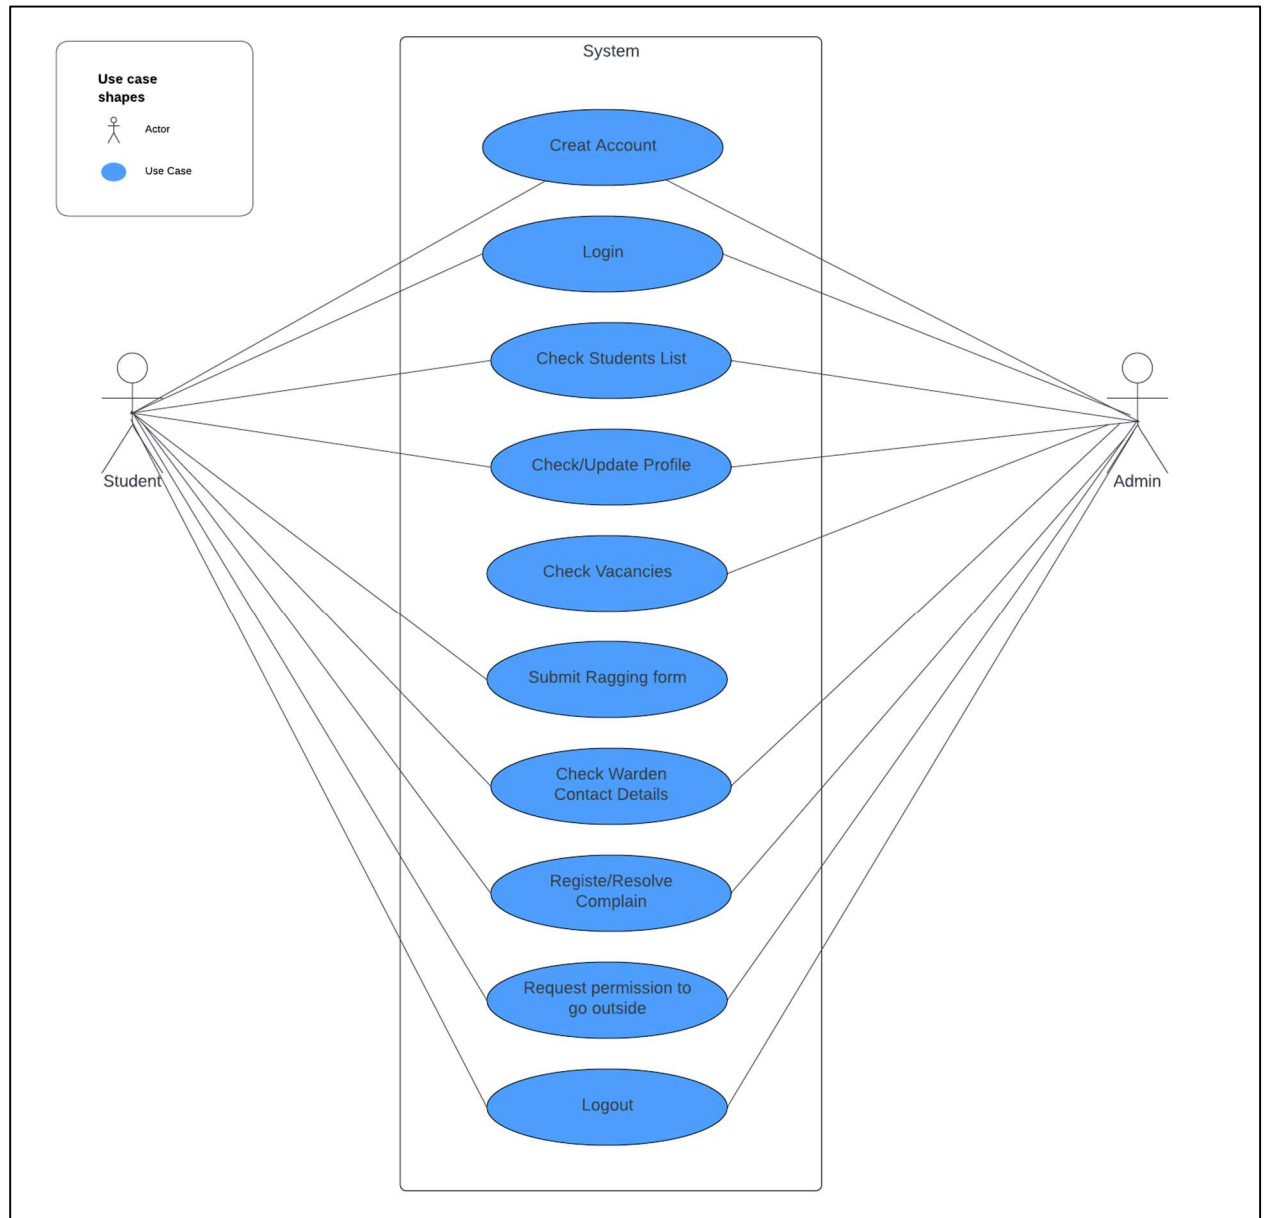 System
Use case
shapes
Actor
Use Case
Creat Account
Login
Check Students List
Check/Update Profile
Student
Admin
Check Vacancies
Submit Ragging form
Check Warden
Contact Details
Registe/Resolve
Complain
Request permission to
go outside
Logout